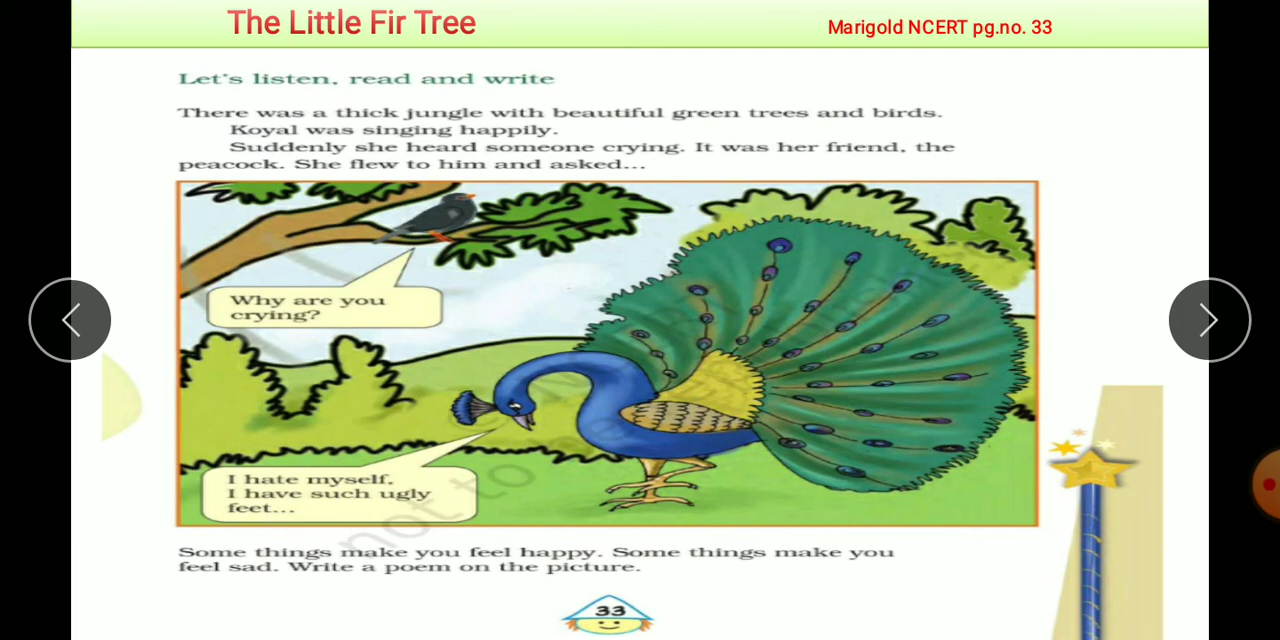 The Little Fir Tree
Marigold NCERT pg.no. 33
Let's listen, read and write
There was a thick jungle with beautiful green trees and birds.
Koyal was singing happily.
Suddenly she heard someone crying. It was her friend, the
peacock. She flew to him and asked...
Why are you
crying?
I hate myself,
I have such ugly
feet...
Some things make you feel happy. Some things make you
feel sad. Write a poem on the picture.
33
not to